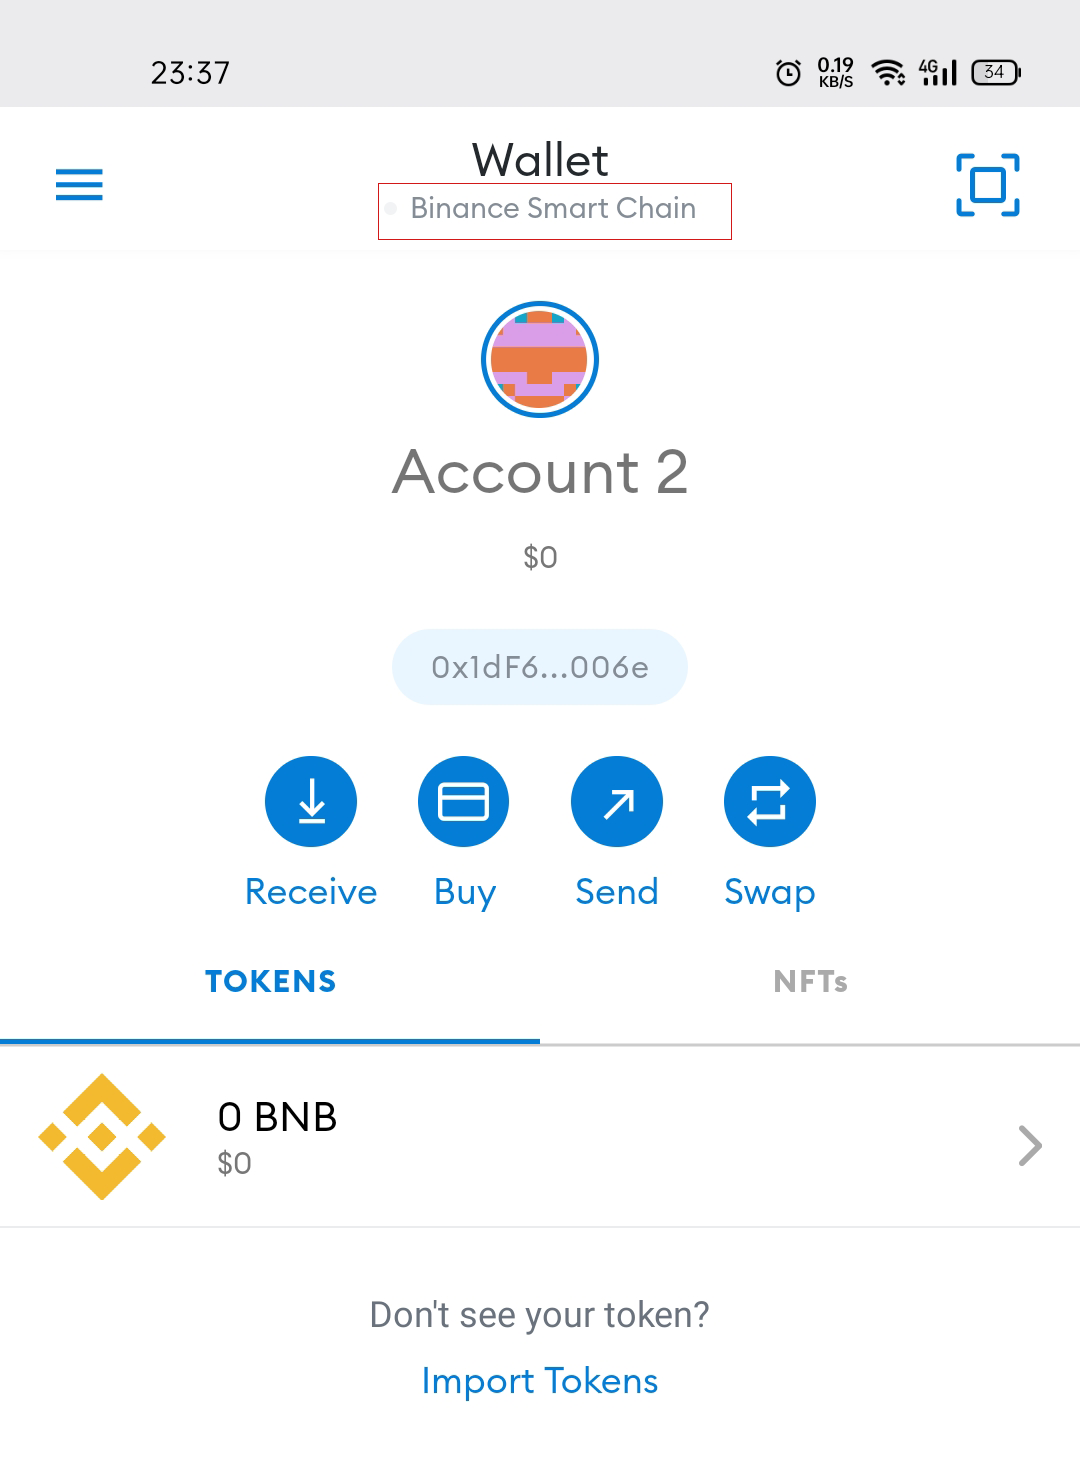 23:37
0.19 KB/S
4G
34
Wallet
Binance Smart Chain
Account 2
$0
0x1dF6...006e
Receive Buy Send Swap
TOKENS NFTs
0 BNB
$0
Don't see your token?
Import Tokens